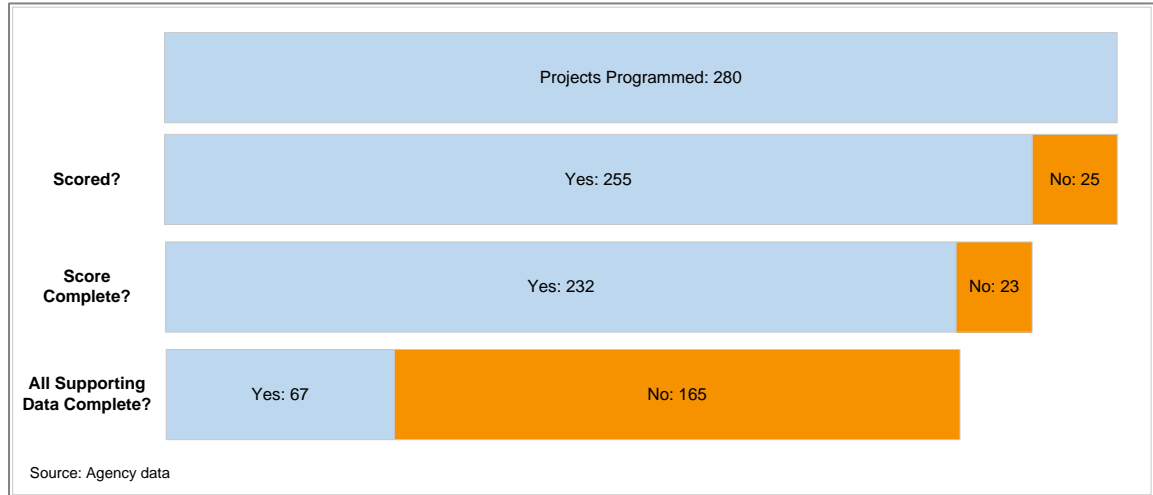 Projects Programmed: 280
Scored?
Yes: 255
No: 25
Score
Complete?
Yes: 232
No: 23
All Supporting
Data Complete?
Yes: 67
No: 165
Source: Agency data